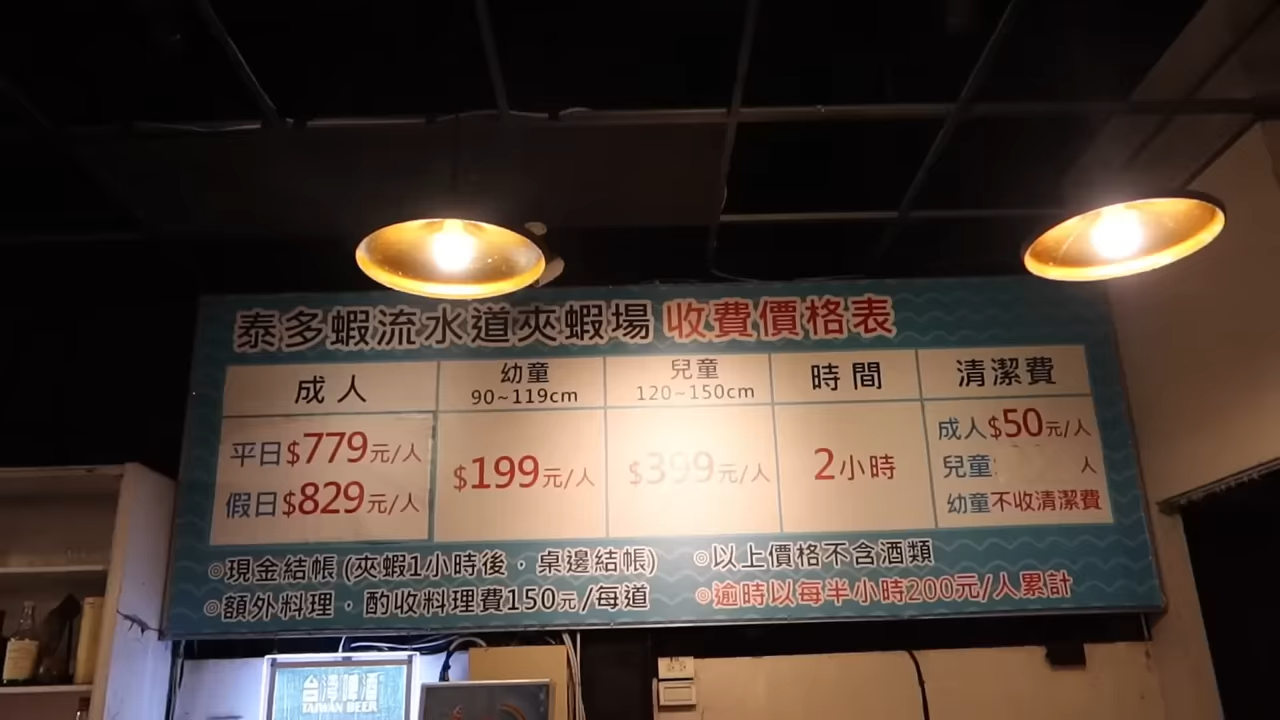 泰多蝦流水道夾蝦場 收費價格表
成人 幼童 兒童 時間 清潔費
90~119cm 120~150cm
平日$779元/人
假日$829元/人
$199元/人
$399元/人
2小時
成人$50元/人
兒童 人
幼童不收清潔費
◎現金結帳 (夾蝦1小時後，桌邊結帳) ◎以上價格不含酒類
◎額外料理，酌收料理費150元/每道 ◎逾時以每半小時200元/人累計
台灣啤酒
TAIWAN BEER